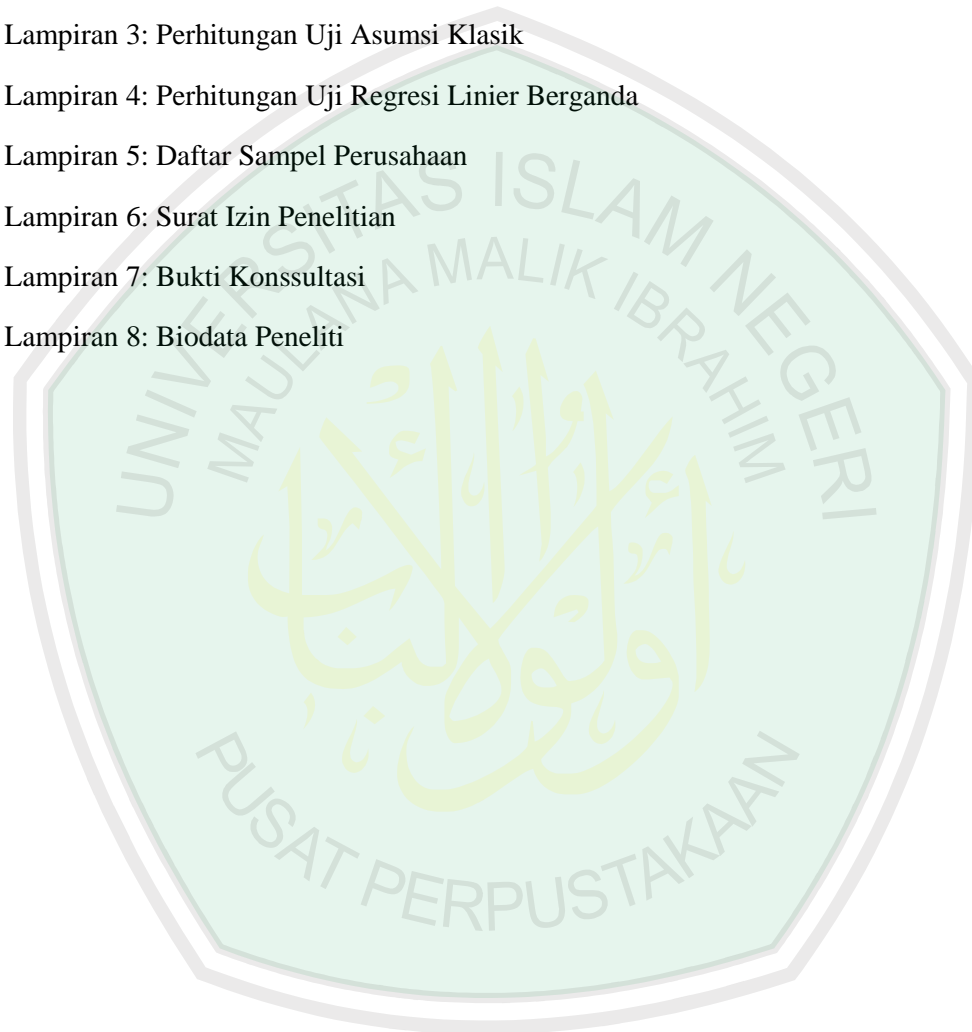 Lampiran 3: Perhitungan Uji Asumsi Klasik
Lampiran 4: Perhitungan Uji Regresi Linier Berganda
Lampiran 5: Daftar Sampel Perusahaan
Lampiran 6: Surat Izin Penelitian
Lampiran 7: Bukti Konssultasi
Lampiran 8: Biodata Peneliti
UNIVERSITAS ISLAM NEGERI
MAULANA MALIK IBRAHIM
أولوا الألباب
PUSAT PERPUSTAKAAN